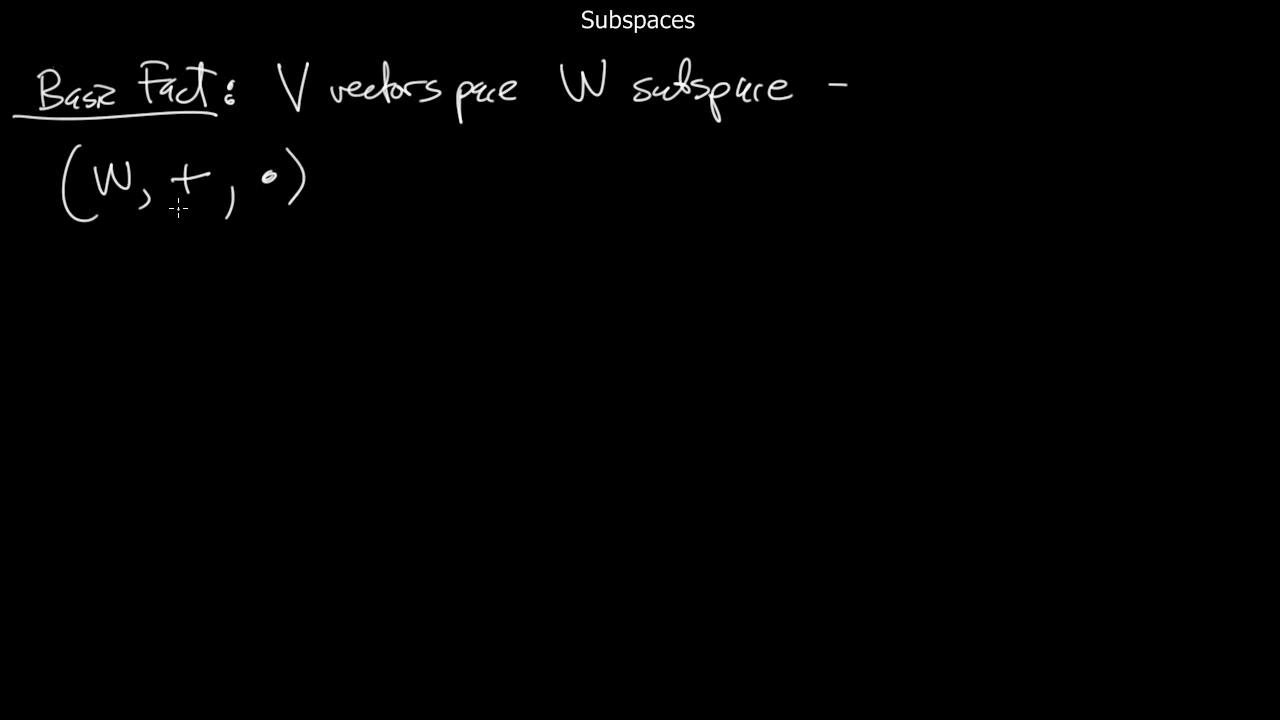 Subspaces
Basic Fact: V vectorspace W subspace -
(W, +, •)